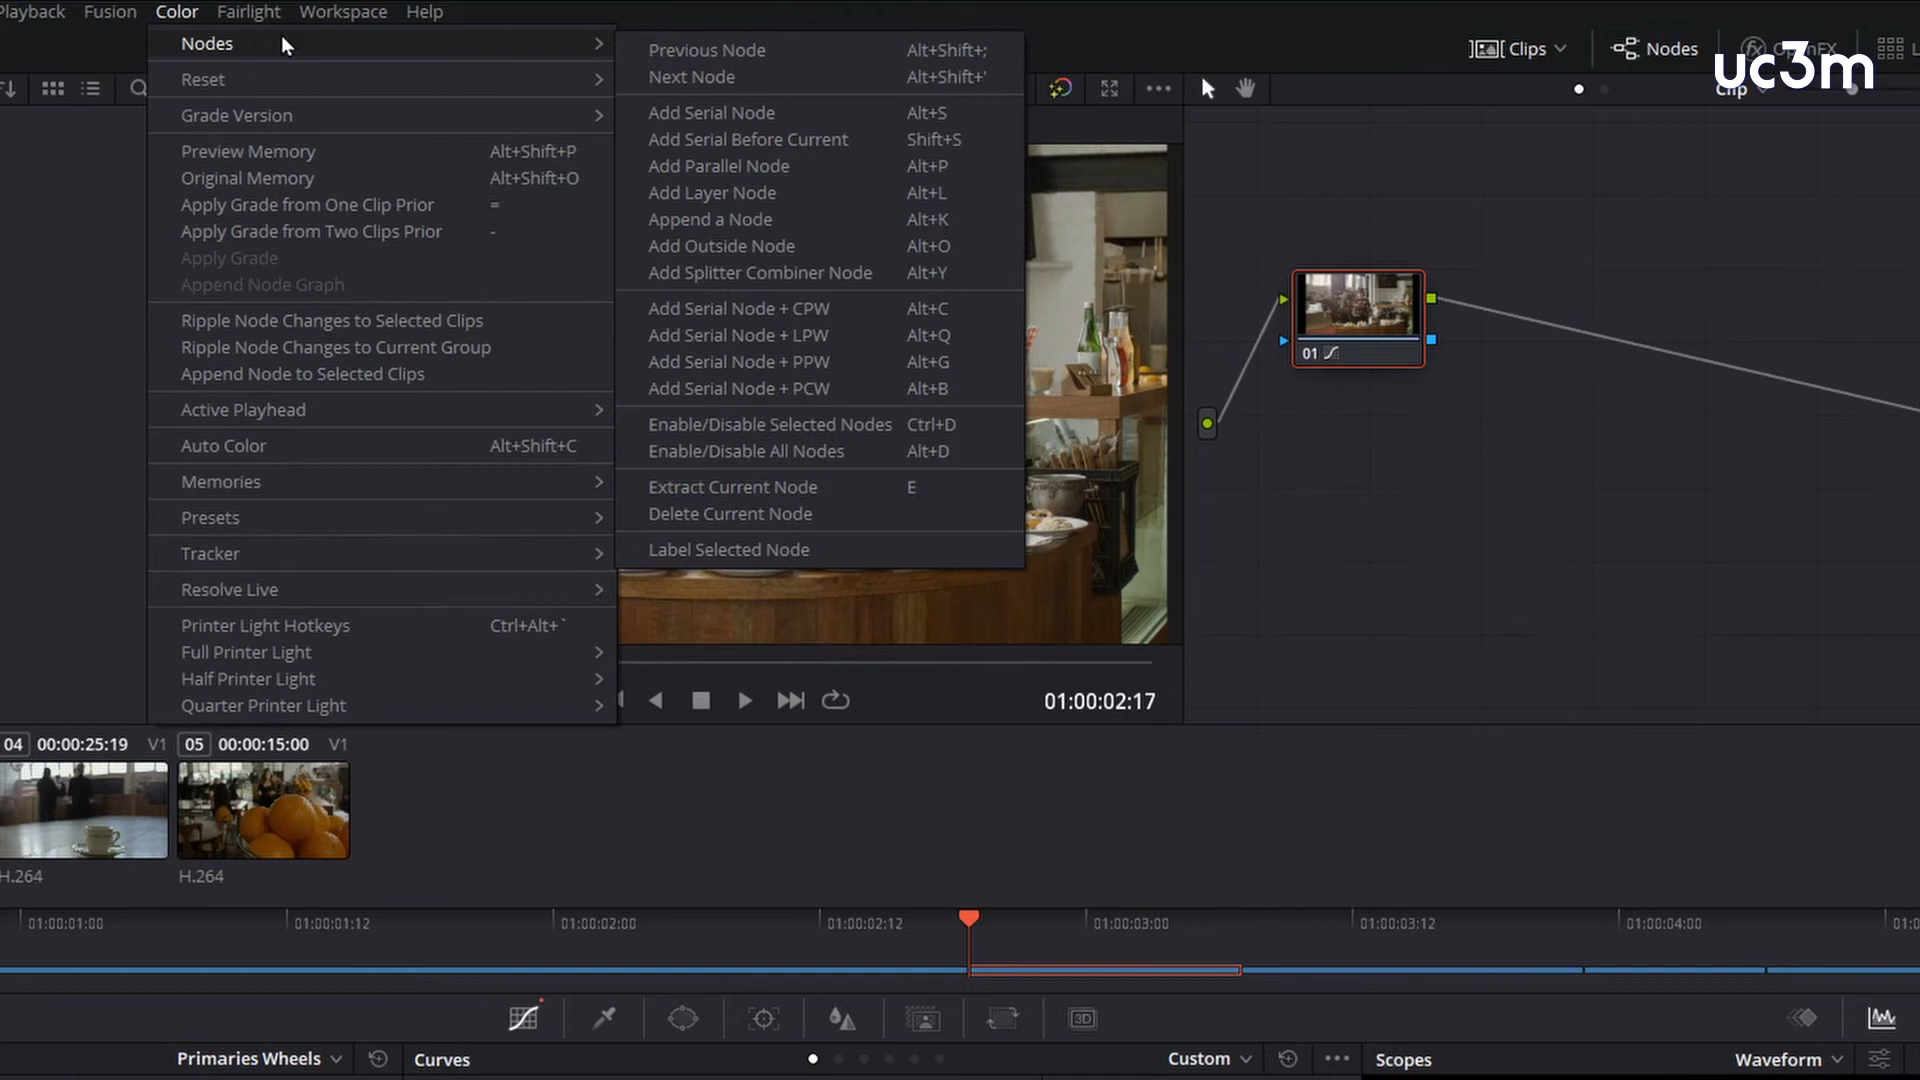 Playback Fusion Color Fairlight Workspace Help
Nodes
Reset
Grade Version
Preview Memory Alt+Shift+P
Original Memory Alt+Shift+O
Apply Grade from One Clip Prior =
Apply Grade from Two Clips Prior -
Apply Grade
Append Node Graph
Ripple Node Changes to Selected Clips
Ripple Node Changes to Current Group
Append Node to Selected Clips
Active Playhead
Auto Color Alt+Shift+C
Memories
Presets
Tracker
Resolve Live
Printer Light Hotkeys Ctrl+Alt+`
Full Printer Light
Half Printer Light
Quarter Printer Light
Previous Node Alt+Shift+;
Next Node Alt+Shift+'
Add Serial Node Alt+S
Add Serial Before Current Shift+S
Add Parallel Node Alt+P
Add Layer Node Alt+L
Append a Node Alt+K
Add Outside Node Alt+O
Add Splitter Combiner Node Alt+Y
Add Serial Node + CPW Alt+C
Add Serial Node + LPW Alt+Q
Add Serial Node + PPW Alt+G
Add Serial Node + PCW Alt+B
Enable/Disable Selected Nodes Ctrl+D
Enable/Disable All Nodes Alt+D
Extract Current Node E
Delete Current Node
Label Selected Node
Clips Nodes OpenFX
uc3m
Clip
01
01:00:02:17
04 00:00:25:19 V1 05 00:00:15:00 V1
H.264 H.264
01:00:01:00 01:00:01:12 01:00:02:00 01:00:02:12 01:00:03:00 01:00:03:12 01:00:04:00
3D
Primaries Wheels Curves Custom Scopes Waveform